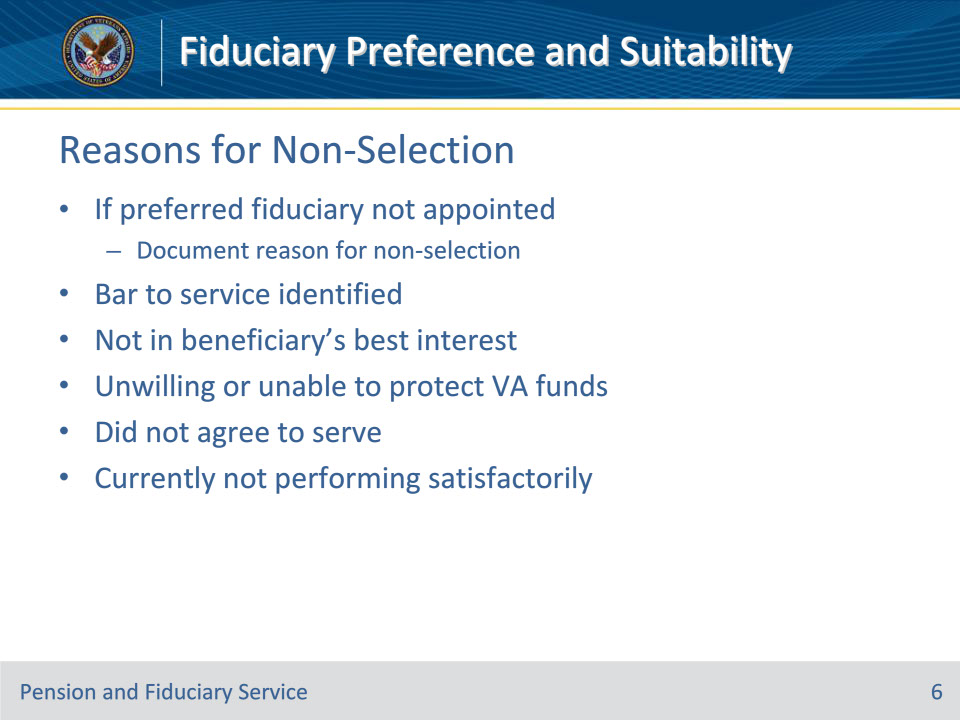 Fiduciary Preference and Suitability
Reasons for Non-Selection
• If preferred fiduciary not appointed
– Document reason for non-selection
• Bar to service identified
• Not in beneficiary’s best interest
• Unwilling or unable to protect VA funds
• Did not agree to serve
• Currently not performing satisfactorily
Pension and Fiduciary Service
6